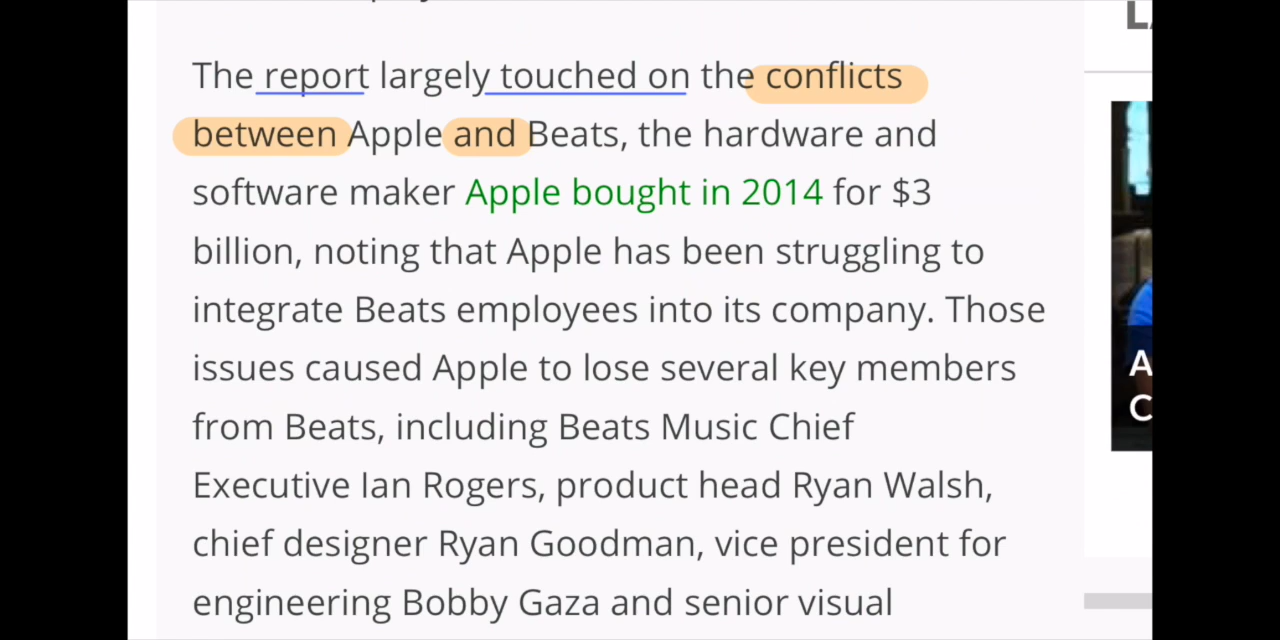 The report largely touched on the conflicts
between Apple and Beats, the hardware and
software maker Apple bought in 2014 for $3
billion, noting that Apple has been struggling to
integrate Beats employees into its company. Those
issues caused Apple to lose several key members
from Beats, including Beats Music Chief
Executive Ian Rogers, product head Ryan Walsh,
chief designer Ryan Goodman, vice president for
engineering Bobby Gaza and senior visual
A
C